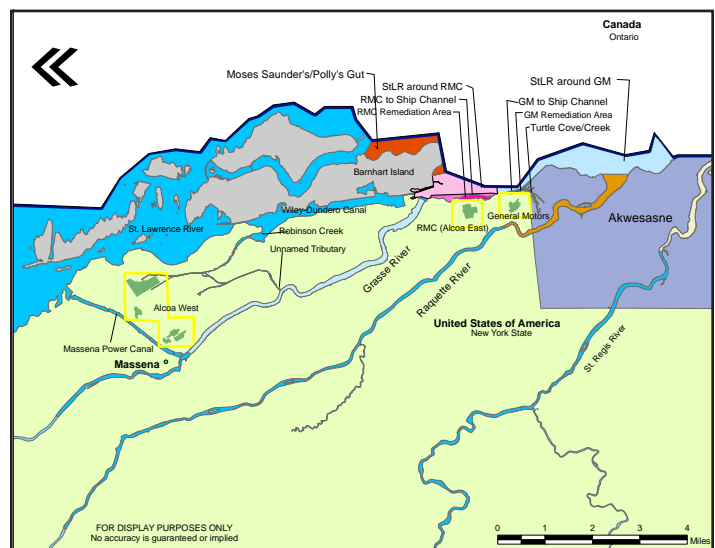 Canada
Ontario
Moses Saunder's/Polly's Gut
StLR around RMC
RMC to Ship Channel
RMC Remediation Area
StLR around GM
GM to Ship Channel
GM Remediation Area
Turtle Cove/Creek
Barnhart Island
Wiley-Dundero Canal
St. Lawrence River
Robinson Creek
Unnamed Tributary
RMC (Alcoa East)
General Motors
Akwesasne
Grasse River
Raquette River
Alcoa West
Massena Power Canal
Massena
United States of America
New York State
St. Regis River
FOR DISPLAY PURPOSES ONLY
No accuracy is guaranteed or implied
0 1 2 3 4
Miles